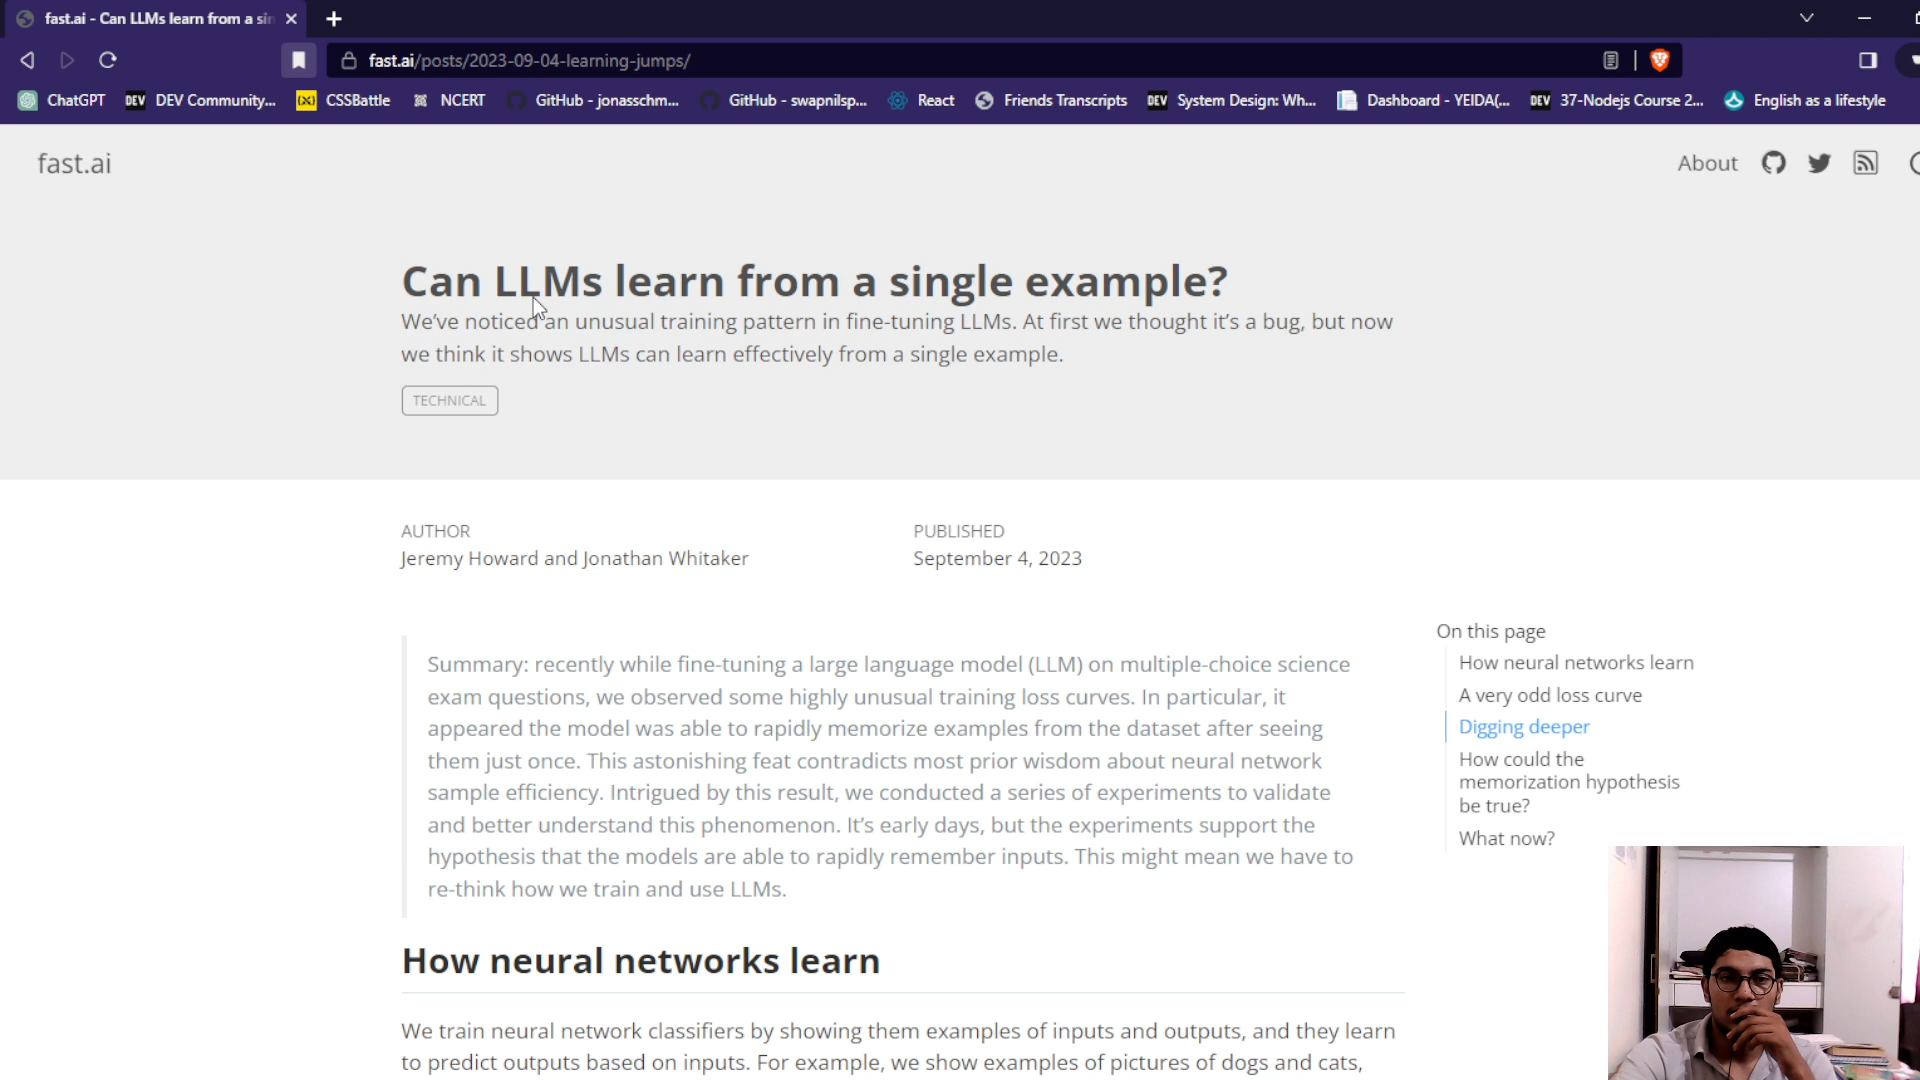 fast.ai - Can LLMs learn from a sin
fast.ai/posts/2023-09-04-learning-jumps/
ChatGPT DEV DEV Community... CSSBattle NCERT GitHub - jonasschm... GitHub - swapnilsp... React Friends Transcripts DEV System Design: Wh... Dashboard - YEIDA(... DEV 37-Nodejs Course 2... English as a lifestyle
fast.ai About
Can LLMs learn from a single example?
We've noticed an unusual training pattern in fine-tuning LLMs. At first we thought it's a bug, but now
we think it shows LLMs can learn effectively from a single example.
TECHNICAL
AUTHOR
Jeremy Howard and Jonathan Whitaker
PUBLISHED
September 4, 2023
Summary: recently while fine-tuning a large language model (LLM) on multiple-choice science
exam questions, we observed some highly unusual training loss curves. In particular, it
appeared the model was able to rapidly memorize examples from the dataset after seeing
them just once. This astonishing feat contradicts most prior wisdom about neural network
sample efficiency. Intrigued by this result, we conducted a series of experiments to validate
and better understand this phenomenon. It's early days, but the experiments support the
hypothesis that the models are able to rapidly remember inputs. This might mean we have to
re-think how we train and use LLMs.
On this page
How neural networks learn
A very odd loss curve
Digging deeper
How could the
memorization hypothesis
be true?
What now?
How neural networks learn
We train neural network classifiers by showing them examples of inputs and outputs, and they learn
to predict outputs based on inputs. For example, we show examples of pictures of dogs and cats,